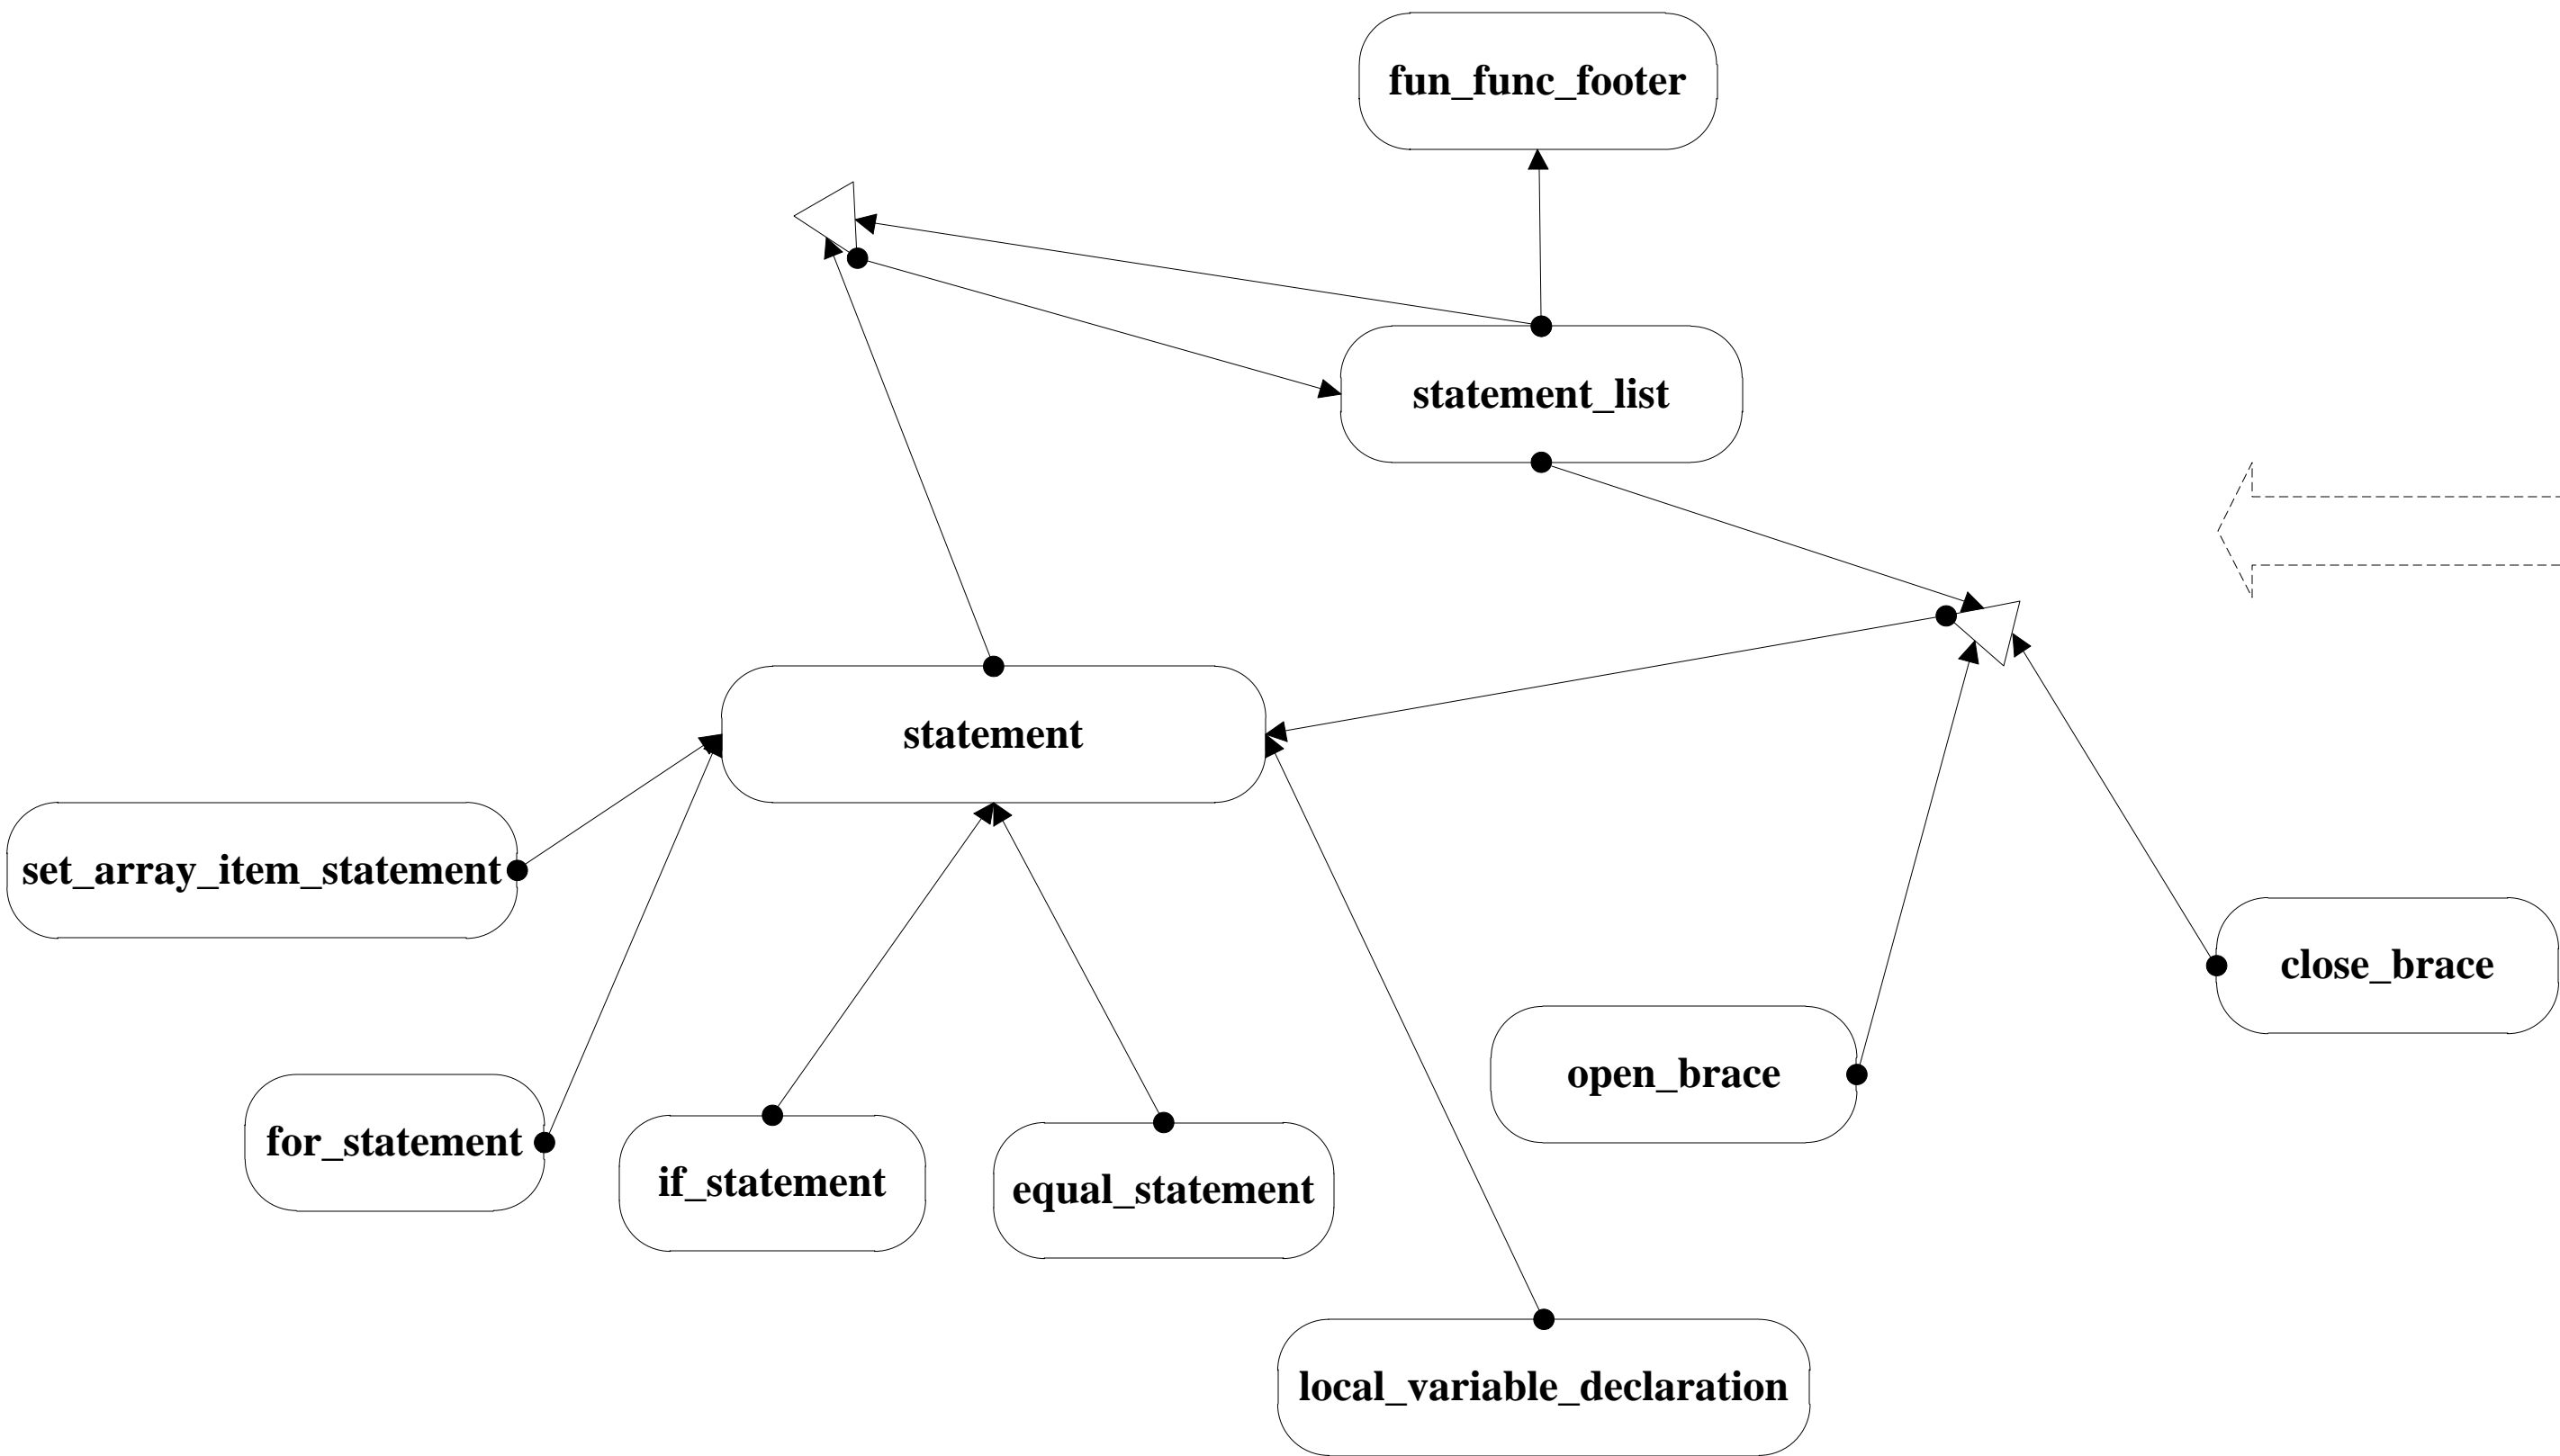 fun_func_footer
statement_list
statement
set_array_item_statement
close_brace
open_brace
for_statement
if_statement
equal_statement
local_variable_declaration